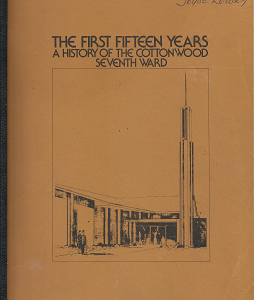 THE FIRST FIFTEEN YEARS
A HISTORY OF THE COTTONWOOD
SEVENTH WARD